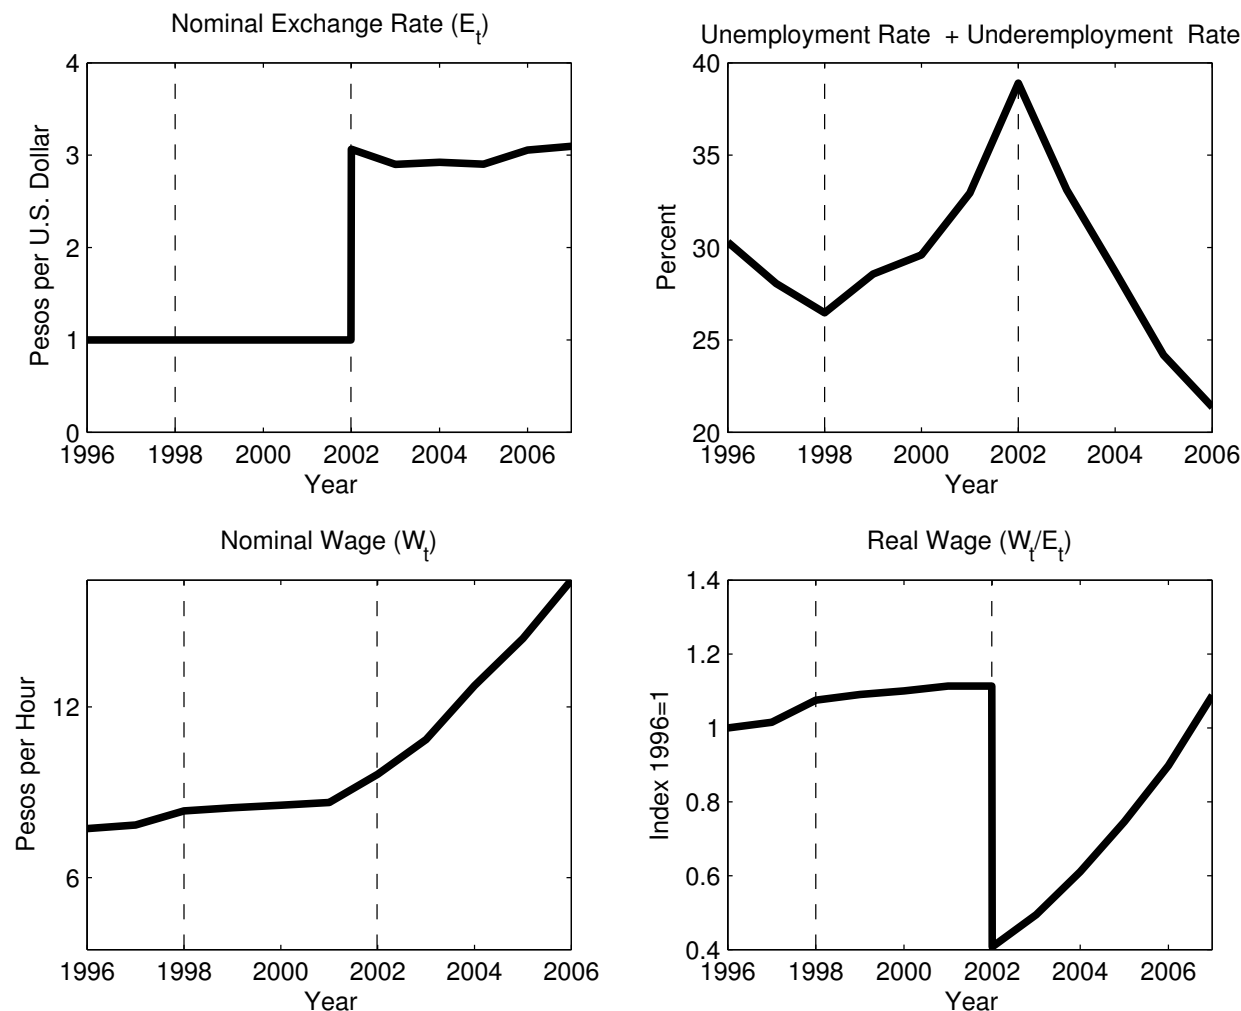 Nominal Exchange Rate (E_t)
4
3
2
1
0
Pesos per U.S. Dollar
1996 1998 2000 2002 2004 2006
Year
Unemployment Rate + Underemployment Rate
40
35
30
25
20
Percent
1996 1998 2000 2002 2004 2006
Year
Nominal Wage (W_t)
12
6
Pesos per Hour
1996 1998 2000 2002 2004 2006
Year
Real Wage (W_t/E_t)
1.4
1.2
1
0.8
0.6
0.4
Index 1996=1
1996 1998 2000 2002 2004 2006
Year